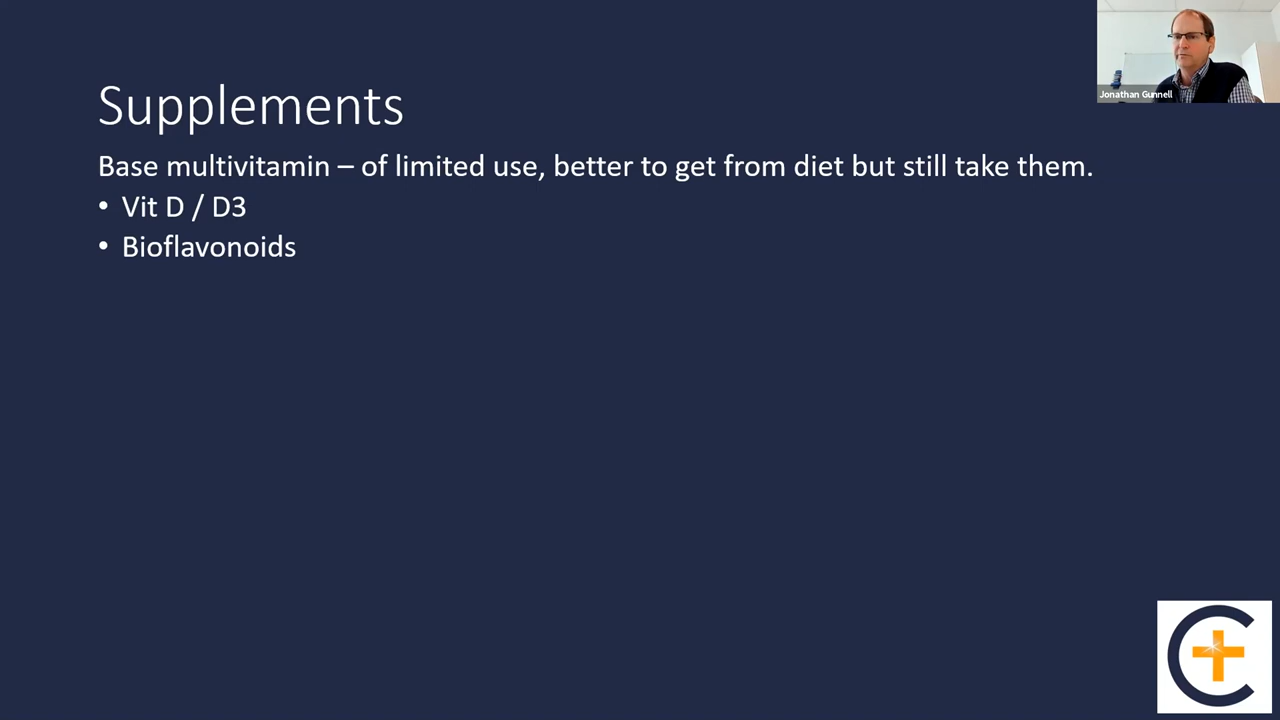 Jonathan Gunnell
Supplements
Base multivitamin – of limited use, better to get from diet but still take them.
• Vit D / D3
• Bioflavonoids